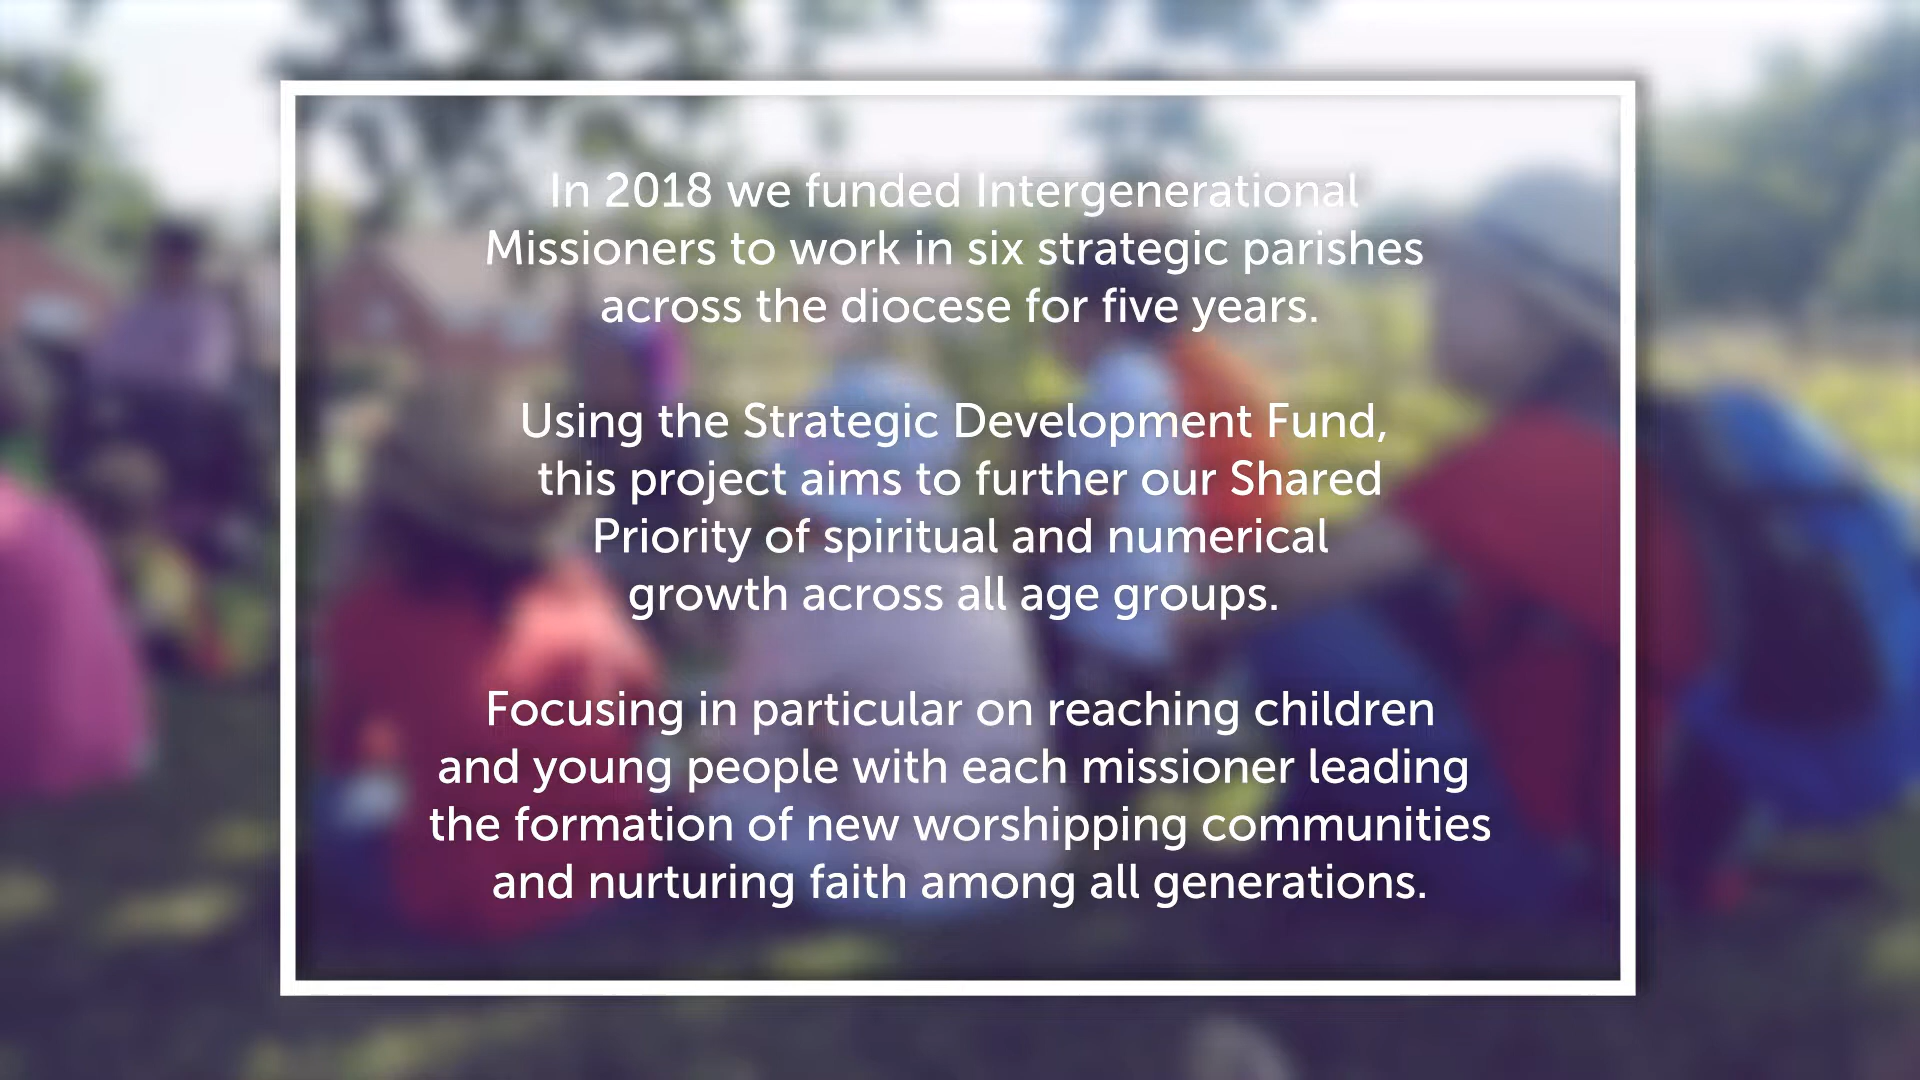 In 2018 we funded Intergenerational
Missioners to work in six strategic parishes
across the diocese for five years.
Using the Strategic Development Fund,
this project aims to further our Shared
Priority of spiritual and numerical
growth across all age groups.
Focusing in particular on reaching children
and young people with each missioner leading
the formation of new worshipping communities
and nurturing faith among all generations.